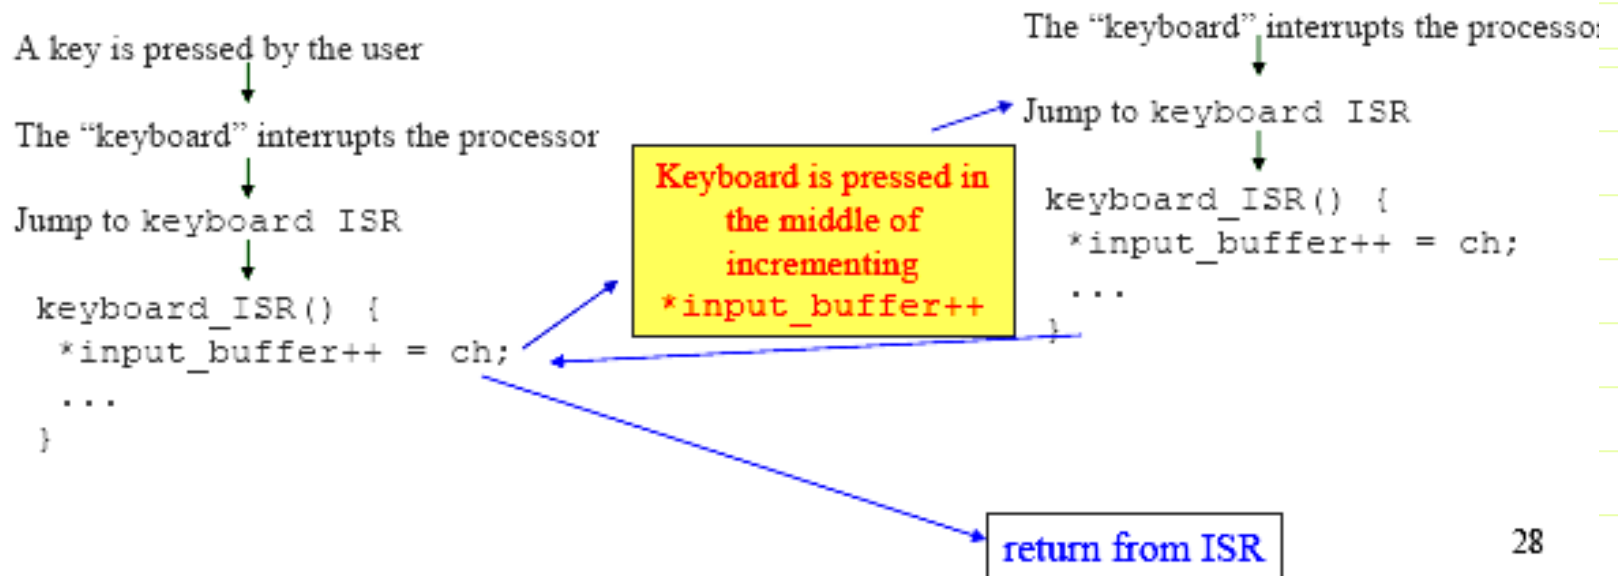 A key is pressed by the user
The “keyboard” interrupts the processor
Jump to keyboard ISR
keyboard_ISR() {
*input_buffer++ = ch;
...
}
Keyboard is pressed in
the middle of
incrementing
*input_buffer++
The “keyboard” interrupts the processor
Jump to keyboard ISR
keyboard_ISR() {
*input_buffer++ = ch;
...
}
return from ISR
28